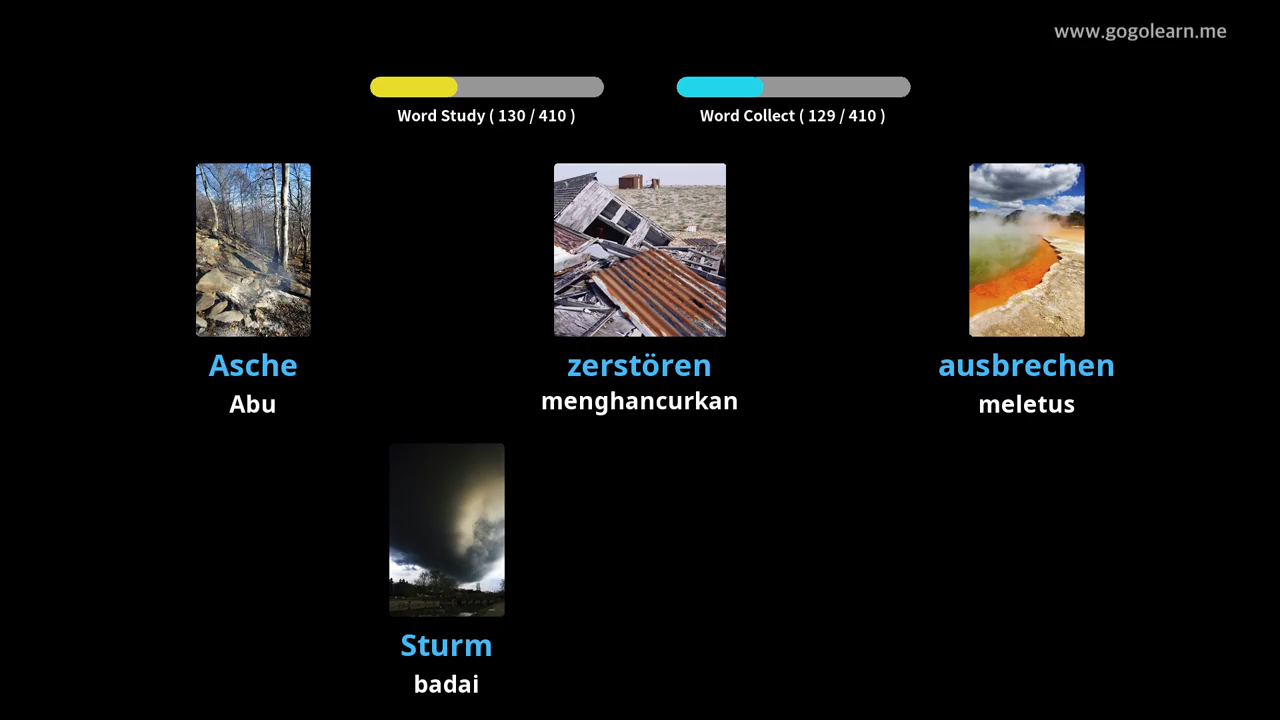 www.gogolearn.me
Word Study ( 130 / 410 )
Word Collect ( 129 / 410 )
Asche
Abu
zerstören
menghancurkan
ausbrechen
meletus
Sturm
badai